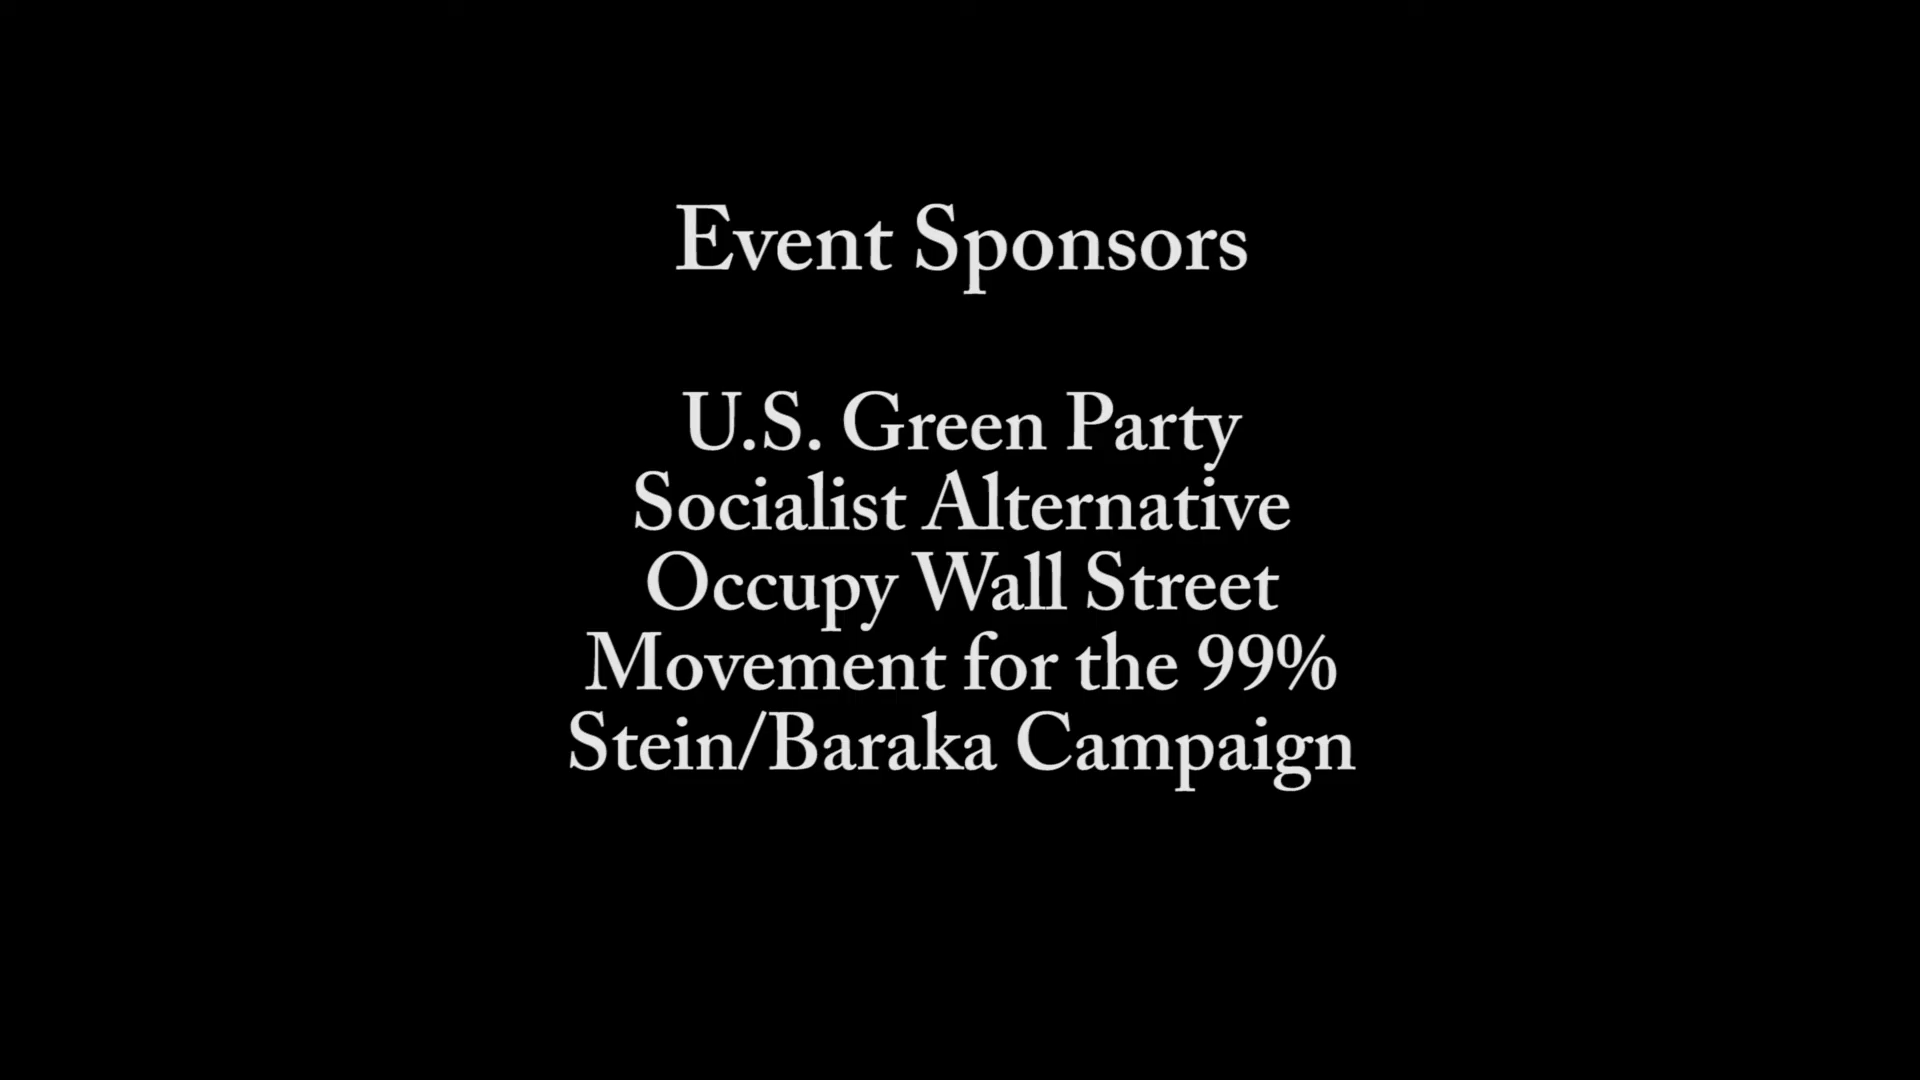 Event Sponsors
U.S. Green Party
Socialist Alternative
Occupy Wall Street
Movement for the 99%
Stein/Baraka Campaign